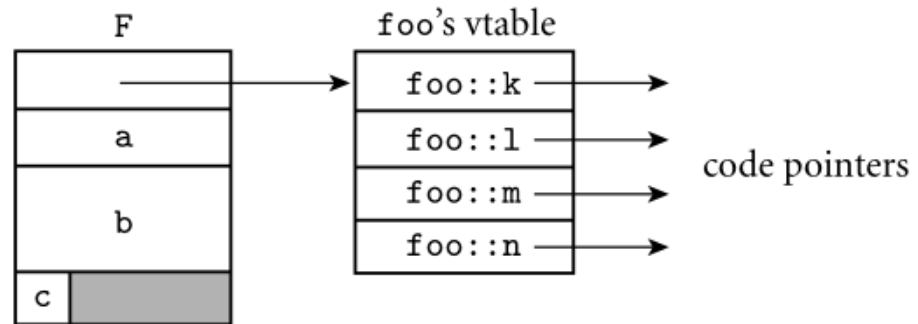 F
foo's vtable
foo::k
a
foo::l
code pointers
b
foo::m
foo::n
c